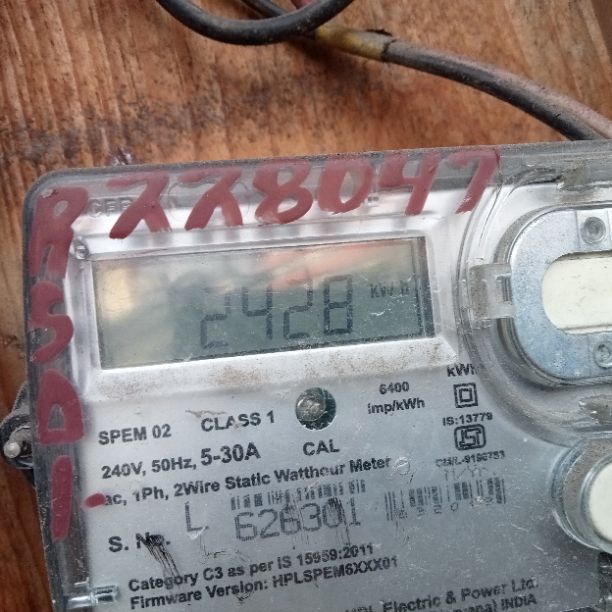 228047
ASD1
2428 kWh
kWh
6400
imp/kWh
SPEM 02 CLASS 1
IS:13779
240V, 50Hz, 5-30A CAL
ac, 1Ph, 2Wire Static Watthour Meter
S. No. L 626301
Category C3 as per IS 15959:2011
Firmware Version: HPLSPEM6XXX01
Electric & Power Ltd.
INDIA